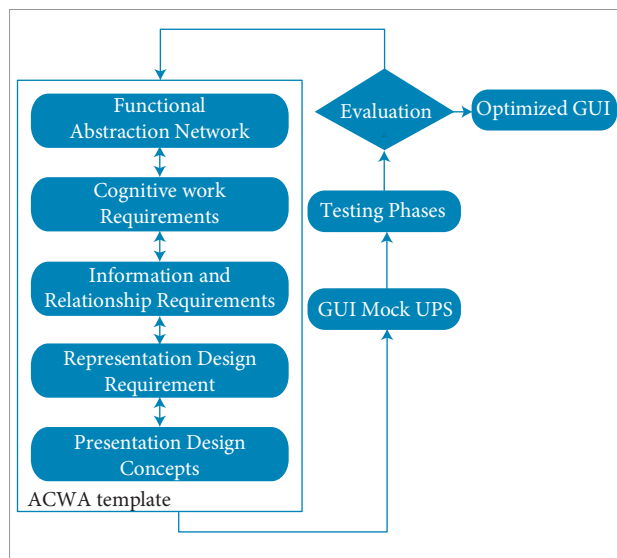 Functional
Abstraction Network
Cognitive work
Requirements
Information and
Relationship Requirements
Representation Design
Requirement
Presentation Design
Concepts
ACWA template
Evaluation
Optimized GUI
Testing Phases
GUI Mock UPS